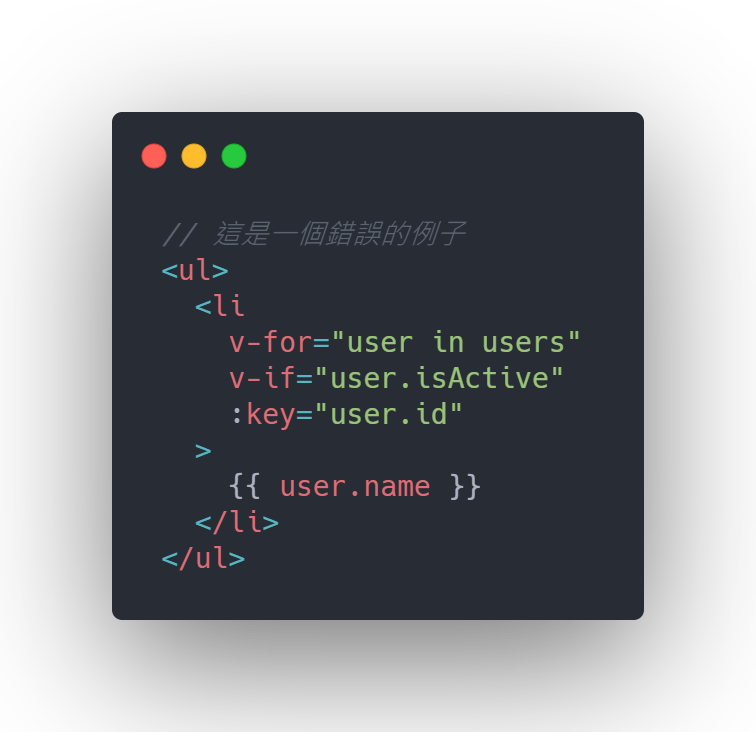 // 這是一個錯誤的例子
<ul>
  <li
    v-for="user in users"
    v-if="user.isActive"
    :key="user.id"
  >
    {{ user.name }}
  </li>
</ul>